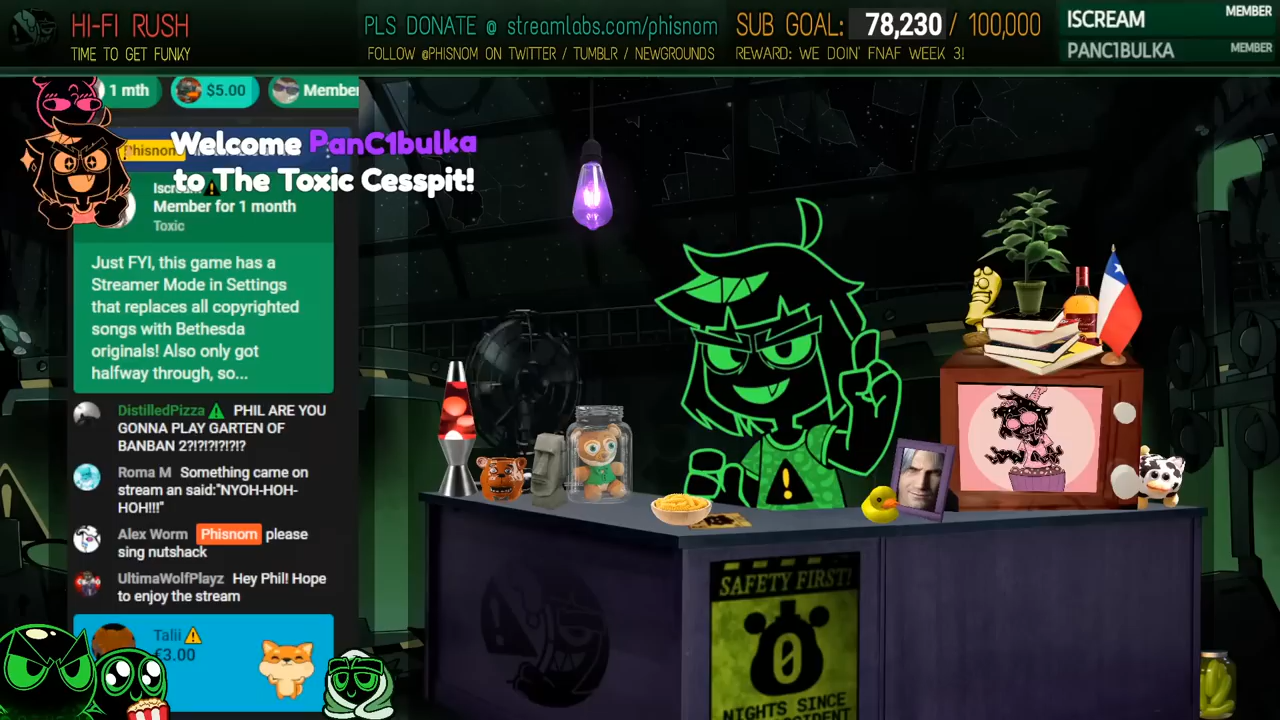 HI-FI RUSH
TIME TO GET FUNKY
PLS DONATE @ streamlabs.com/phisnom
FOLLOW @PHISNOM ON TWITTER / TUMBLR / NEWGROUNDS
SUB GOAL: 78,230 / 100,000
REWARD: WE DOIN' FNAF WEEK 3!
ISCREAM MEMBER
PANC1BULKA MEMBER
1 mth
$5.00
Member
Phisnom
Welcome PanC1bulka
to The Toxic Cesspit!
Member for 1 month
Toxic
Just FYI, this game has a
Streamer Mode in Settings
that replaces all copyrighted
songs with Bethesda
originals! Also only got
halfway through, so...
DistilledPizza PHIL ARE YOU
GONNA PLAY GARTEN OF
BANBAN 2?!?!?!?!?!?
Roma M Something came on
stream an said:"NYOH-HOH-
HOH!!!"
Alex Worm Phisnom please
sing nutshack
UltimaWolfPlayz Hey Phil! Hope
to enjoy the stream
Talii
€3.00
SAFETY FIRST!
0
NIGHTS SINCE